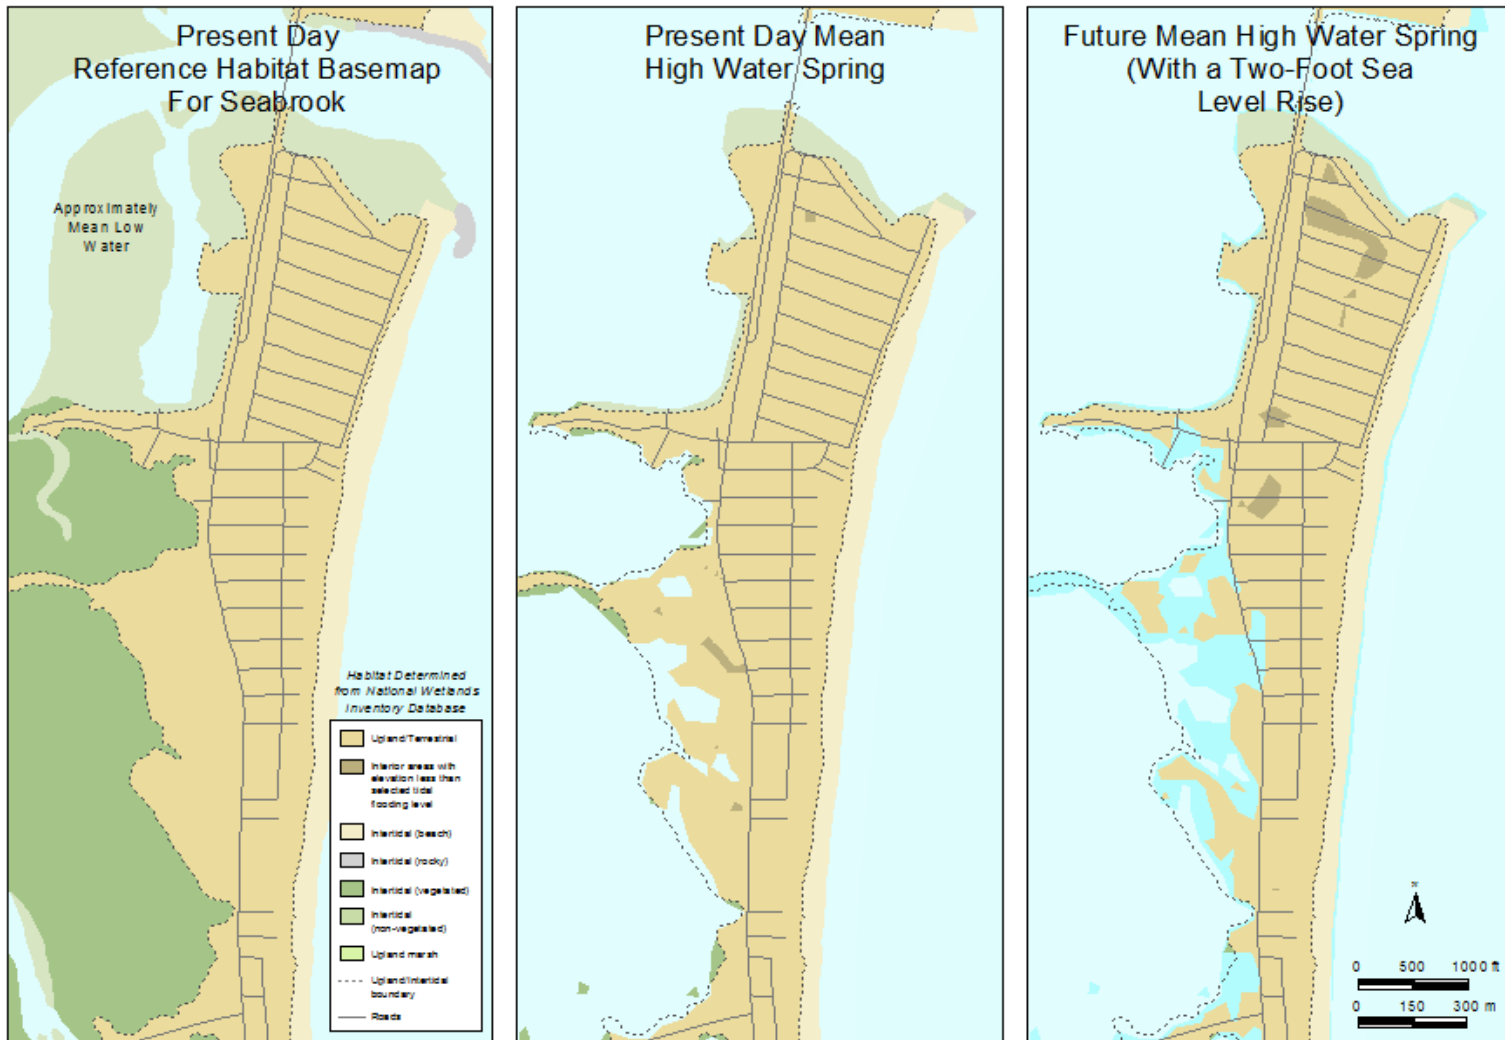 Present Day
Reference Habitat Basemap
For Seabrook
Approximately
Mean Low
Water
Habitat Determined
from National Wetlands
Inventory Database
Upland/Terrestrial
Interior areas with
elevation less than
selected tidal
flooding level
Intertidal (beach)
Intertidal (rocky)
Intertidal (vegetated)
Intertidal
(non-vegetated)
Upland marsh
Upland/Intertidal
boundary
Roads
Present Day Mean
High Water Spring
Future Mean High Water Spring
(With a Two-Foot Sea
Level Rise)
N
0 500 1000 ft
0 150 300 m